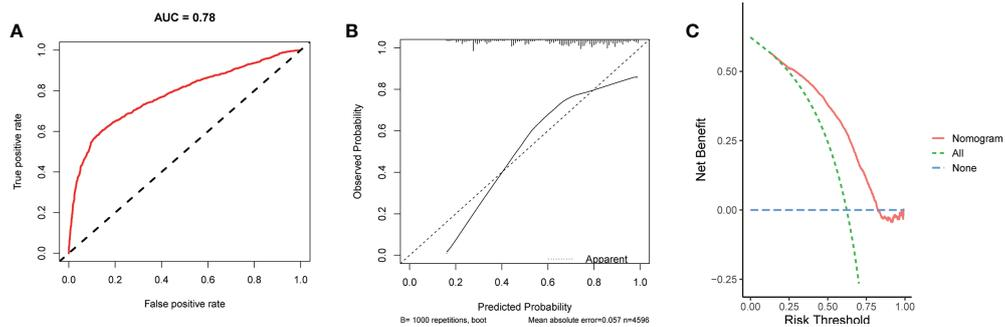 A
AUC = 0.78
True positive rate
0.0 0.2 0.4 0.6 0.8 1.0
0.0 0.2 0.4 0.6 0.8 1.0
False positive rate
B
Observed Probability
0.0 0.2 0.4 0.6 0.8 1.0
Apparent
0.0 0.2 0.4 0.6 0.8 1.0
Predicted Probability
B= 1000 repetitions, boot
Mean absolute error=0.057 n=4596
C
Net Benefit
0.50
0.25
0.00
−0.25
0.00 0.25 0.50 0.75 1.00
Risk Threshold
Nomogram
All
None